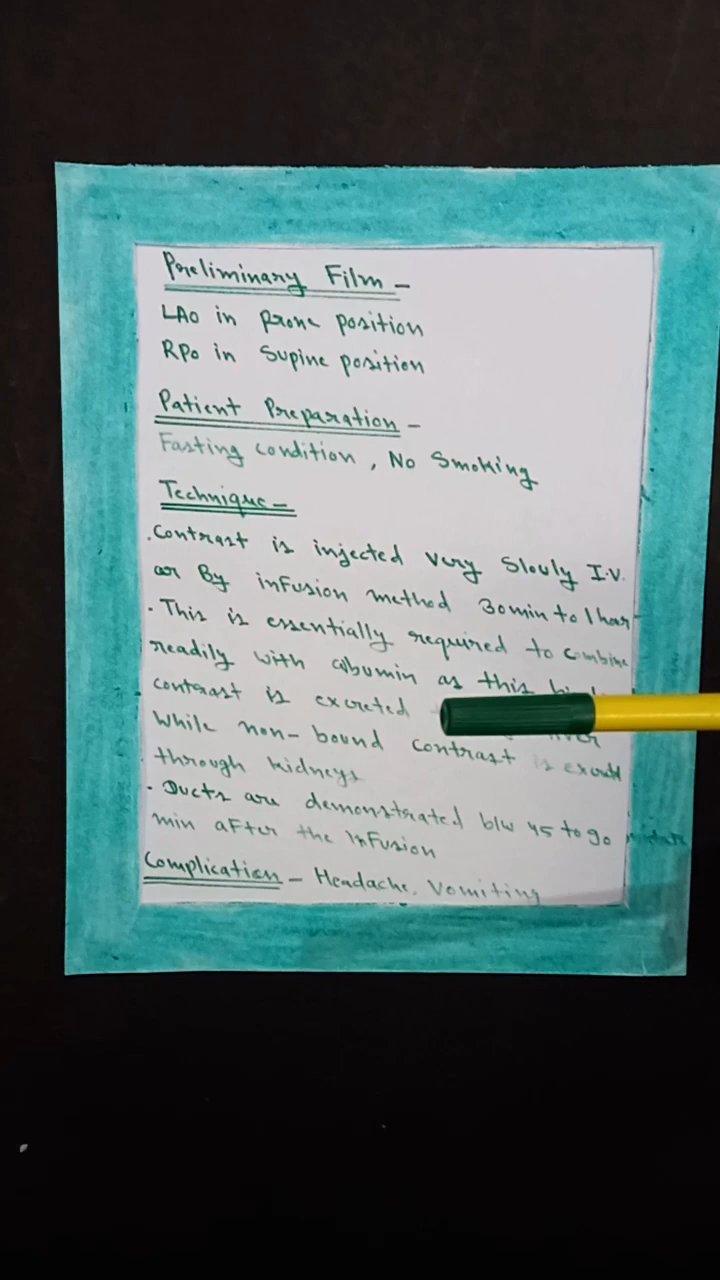 Preliminary Film -
LAO in prone position
RPO in Supine position
Patient Preparation -
Fasting condition, No Smoking
Technique -
. Contrast is injected very slowly I.V.
or By inFusion method 30min to 1 hour
. This is essentially required to combine
readily with abumin as this
contrast is excreted liver
while non-bound contrast is
. through kidneys
. Ducts are demonstrated b/w 45 to 90
min aFter the InFusion
Complication - Headache, Vomiting